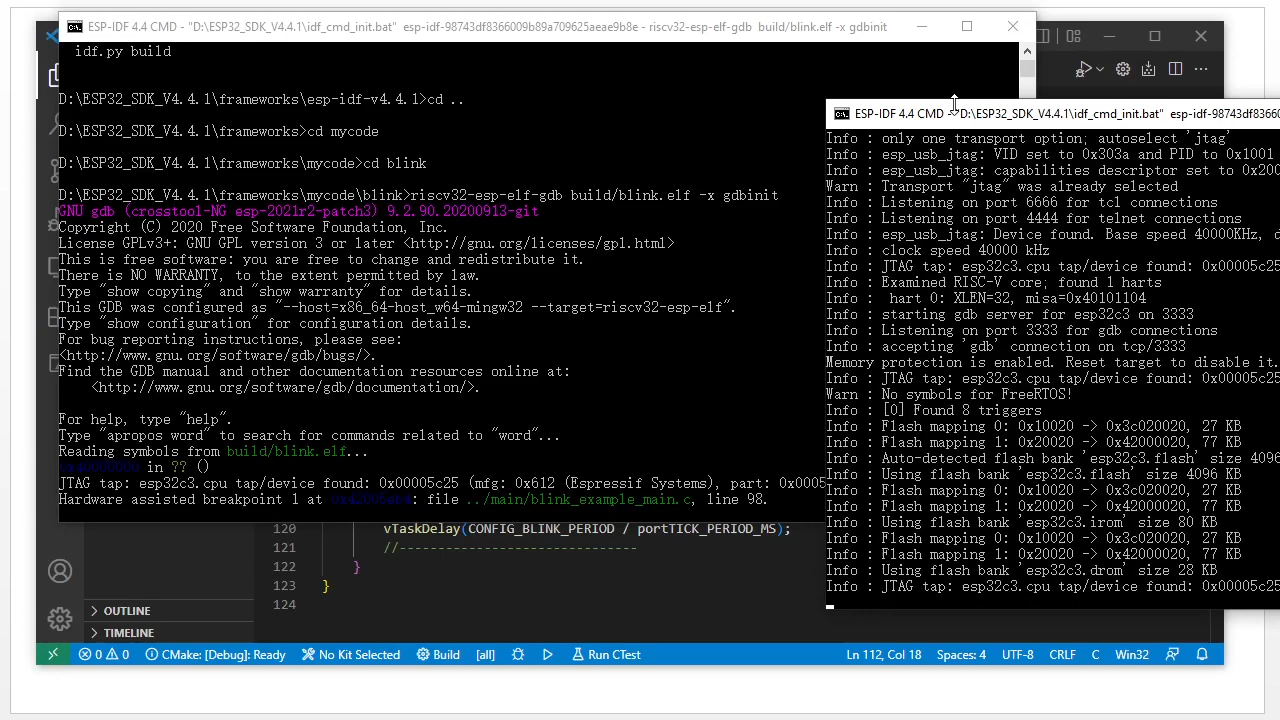 ESP-IDF 4.4 CMD - "D:\ESP32_SDK_V4.4.1\idf_cmd_init.bat" esp-idf-98743df8366009b89a709625aeae9b8e - riscv32-esp-elf-gdb build/blink.elf -x gdbinit
idf.py build
D:\ESP32_SDK_V4.4.1\frameworks\esp-idf-v4.4.1>cd ..
D:\ESP32_SDK_V4.4.1\frameworks>cd mycode
D:\ESP32_SDK_V4.4.1\frameworks\mycode>cd blink
D:\ESP32_SDK_V4.4.1\frameworks\mycode\blink>riscv32-esp-elf-gdb build/blink.elf -x gdbinit
GNU gdb (crosstool-NG esp-2021r2-patch3) 9.2.90.20200913-git
Copyright (C) 2020 Free Software Foundation, Inc.
License GPLv3+: GNU GPL version 3 or later <http://gnu.org/licenses/gpl.html>
This is free software: you are free to change and redistribute it.
There is NO WARRANTY, to the extent permitted by law.
Type "show copying" and "show warranty" for details.
This GDB was configured as "--host=x86_64-host_w64-mingw32 --target=riscv32-esp-elf".
Type "show configuration" for configuration details.
For bug reporting instructions, please see:
<http://www.gnu.org/software/gdb/bugs/>.
Find the GDB manual and other documentation resources online at:
<http://www.gnu.org/software/gdb/documentation/>.
For help, type "help".
Type "apropos word" to search for commands related to "word"...
Reading symbols from build/blink.elf...
0x40000000 in ?? ()
JTAG tap: esp32c3.cpu tap/device found: 0x00005c25 (mfg: 0x612 (Espressif Systems), part: 0x0005
Hardware assisted breakpoint 1 at : file ../main/blink_example_main.c, line 98.
ESP-IDF 4.4 CMD - "D:\ESP32_SDK_V4.4.1\idf_cmd_init.bat" esp-idf-98743df83660
Info : only one transport option; autoselect 'jtag'
Info : esp_usb_jtag: VID set to 0x303a and PID to 0x1001
Info : esp_usb_jtag: capabilities descriptor set to 0x200
Warn : Transport "jtag" was already selected
Info : Listening on port 6666 for tcl connections
Info : Listening on port 4444 for telnet connections
Info : esp_usb_jtag: Device found. Base speed 40000KHz, d
Info : clock speed 40000 kHz
Info : JTAG tap: esp32c3.cpu tap/device found: 0x00005c25
Info : Examined RISC-V core; found 1 harts
Info :  hart 0: XLEN=32, misa=0x40101104
Info : starting gdb server for esp32c3 on 3333
Info : Listening on port 3333 for gdb connections
Info : accepting 'gdb' connection on tcp/3333
Memory protection is enabled. Reset target to disable it.
Info : JTAG tap: esp32c3.cpu tap/device found: 0x00005c25
Warn : No symbols for FreeRTOS!
Info : [0] Found 8 triggers
Info : Flash mapping 0: 0x10020 -> 0x3c020020, 27 KB
Info : Flash mapping 1: 0x20020 -> 0x42000020, 77 KB
Info : Auto-detected flash bank 'esp32c3.flash' size 4096
Info : Using flash bank 'esp32c3.flash' size 4096 KB
Info : Flash mapping 0: 0x10020 -> 0x3c020020, 27 KB
Info : Flash mapping 1: 0x20020 -> 0x42000020, 77 KB
Info : Using flash bank 'esp32c3.irom' size 80 KB
Info : Flash mapping 0: 0x10020 -> 0x3c020020, 27 KB
Info : Flash mapping 1: 0x20020 -> 0x42000020, 77 KB
Info : Using flash bank 'esp32c3.drom' size 28 KB
Info : JTAG tap: esp32c3.cpu tap/device found: 0x00005c25
120 vTaskDelay(CONFIG_BLINK_PERIOD / portTICK_PERIOD_MS);
121 //-------------------------------
122 }
123 }
124
OUTLINE
TIMELINE
0 0 CMake: [Debug]: Ready No Kit Selected Build [all] Run CTest Ln 112, Col 18 Spaces: 4 UTF-8 CRLF C Win32